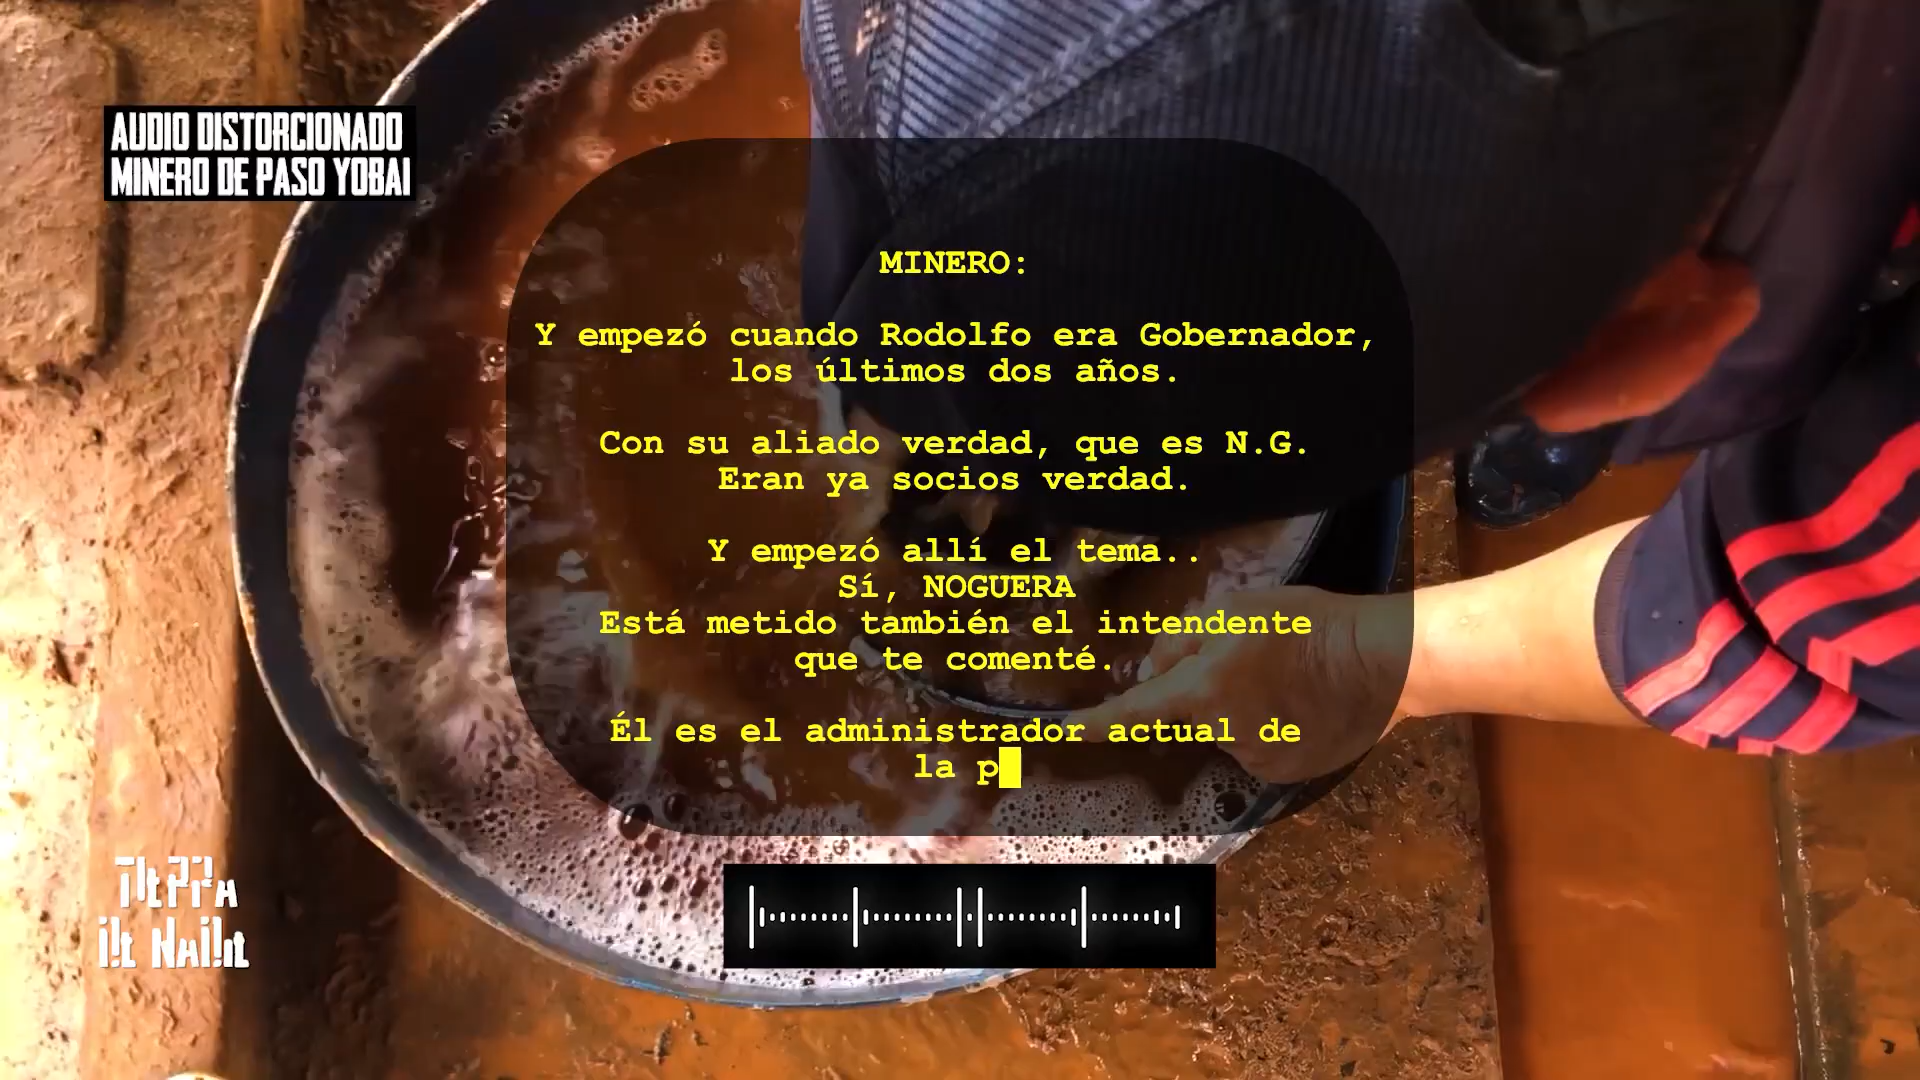 AUDIO DISTORCIONADO
MINERO DE PASO YOBAI
MINERO:
Y empezó cuando Rodolfo era Gobernador,
los últimos dos años.
Con su aliado verdad, que es N.G.
Eran ya socios verdad.
Y empezó allí el tema..
Sí, NOGUERA
Está metido también el intendente
que te comenté.
Él es el administrador actual de
la p